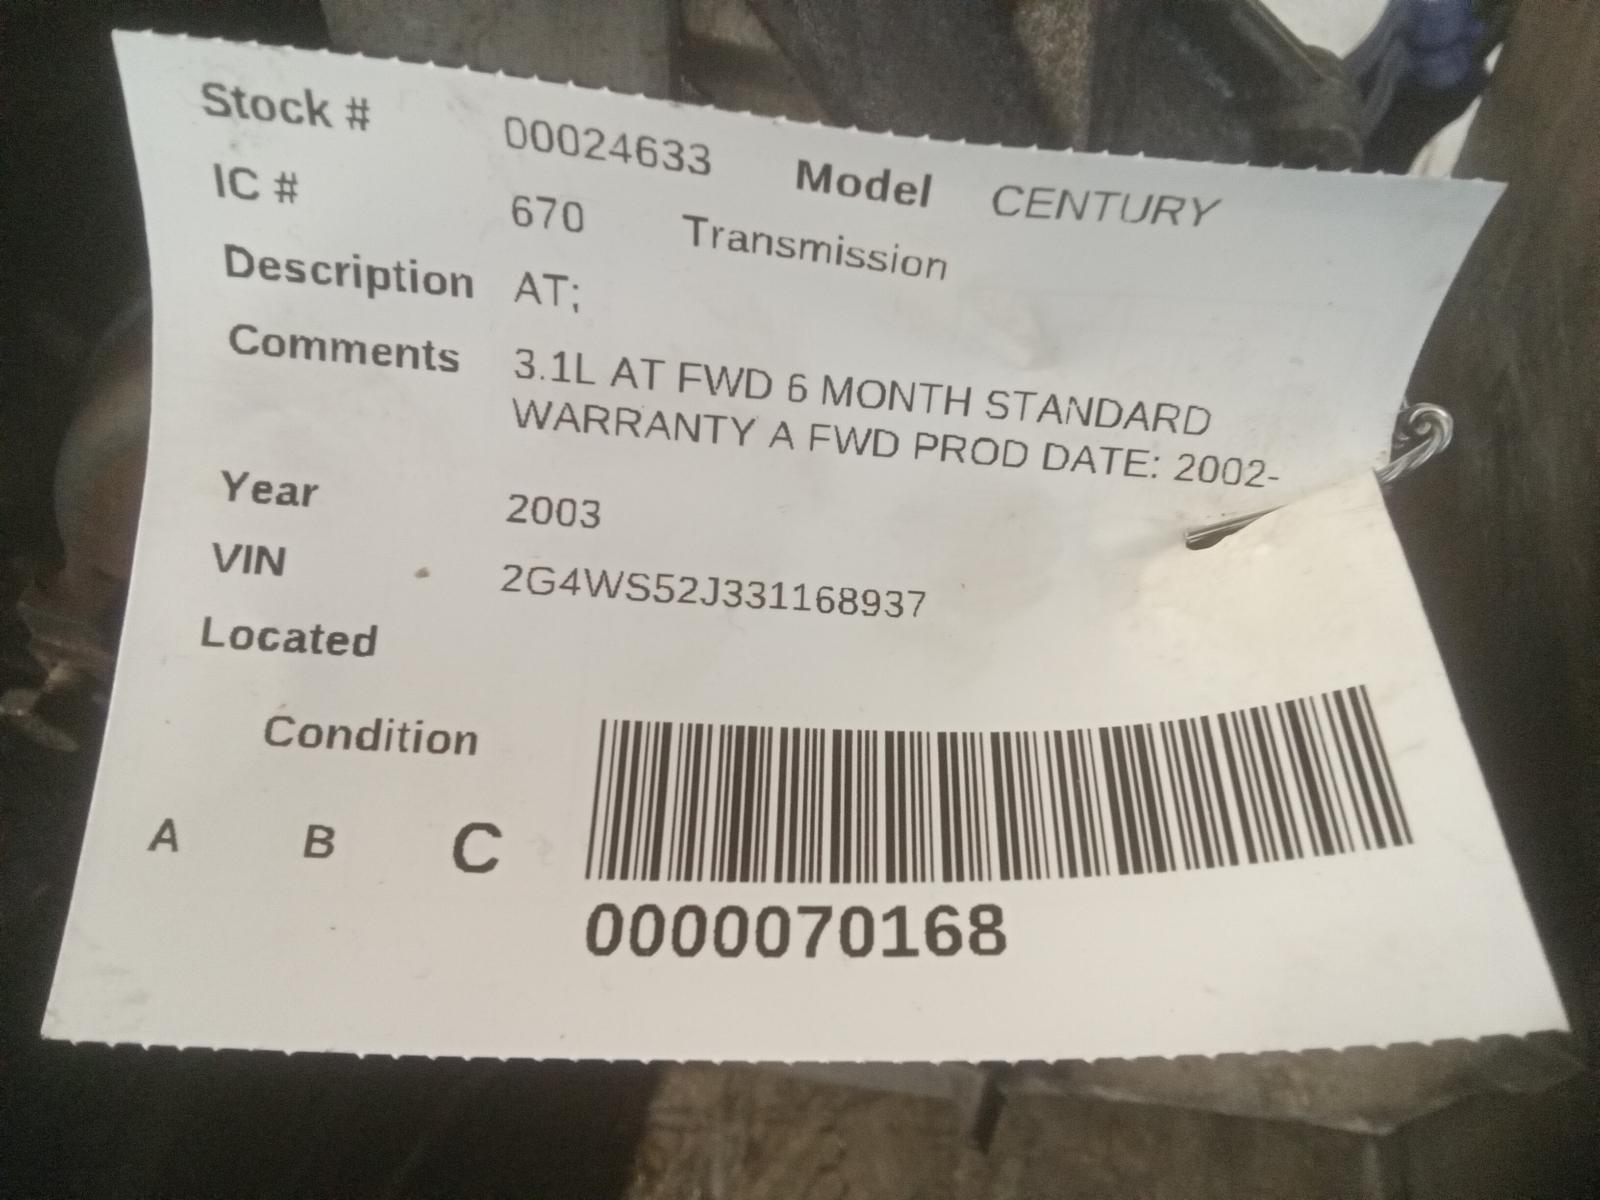 Stock # 00024633 Model CENTURY
IC # 670 Transmission
Description AT;
Comments 3.1L AT FWD 6 MONTH STANDARD
WARRANTY A FWD PROD DATE: 2002-
Year 2003
VIN 2G4WS52J331168937
Located
Condition
A B C
0000070168